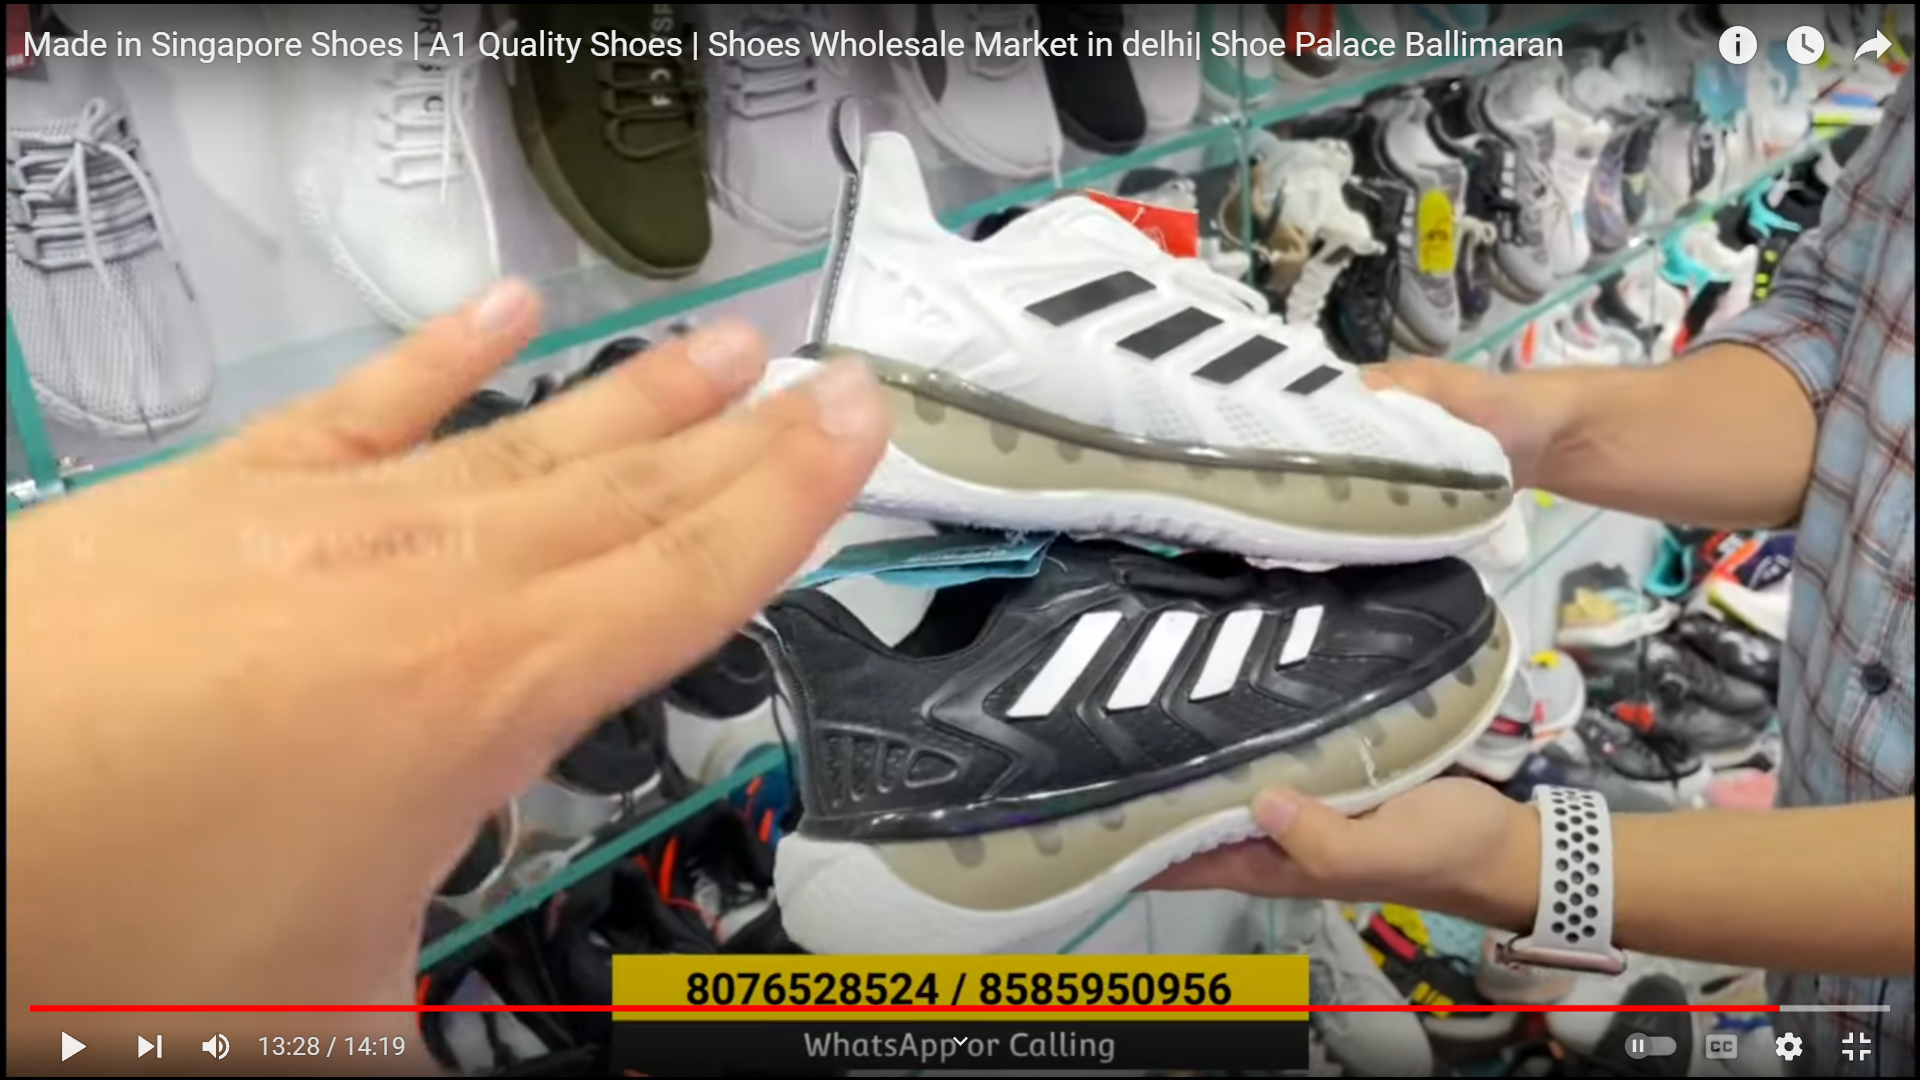 Made in Singapore Shoes | A1 Quality Shoes | Shoes Wholesale Market in delhi| Shoe Palace Ballimaran
8076528524 / 8585950956
WhatsApp or Calling
13:28 / 14:19
CC